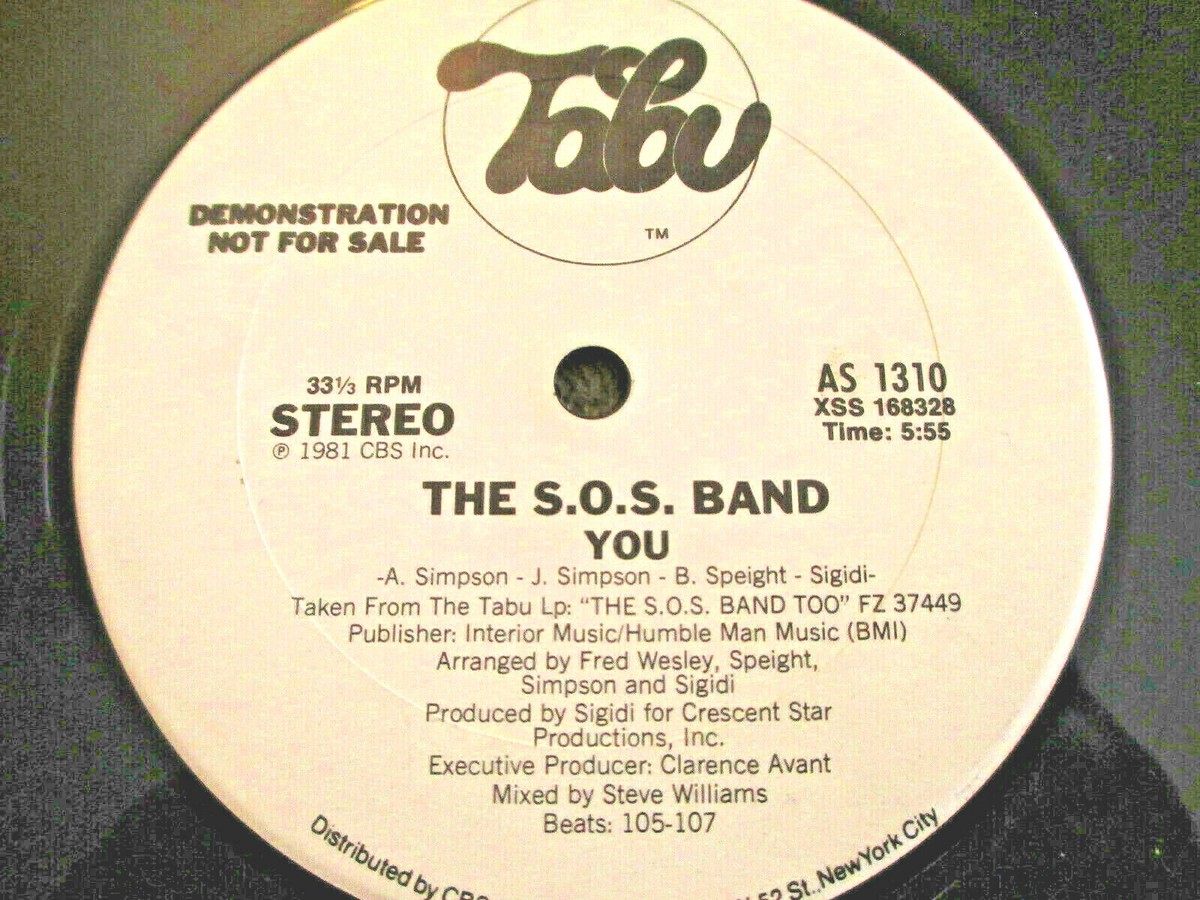 Tabu
TM
DEMONSTRATION
NOT FOR SALE
33⅓ RPM
STEREO
℗ 1981 CBS Inc.
AS 1310
XSS 168328
Time: 5:55
THE S.O.S. BAND
YOU
-A. Simpson - J. Simpson - B. Speight - Sigidi-
Taken From The Tabu Lp: “THE S.O.S. BAND TOO” FZ 37449
Publisher: Interior Music/Humble Man Music (BMI)
Arranged by Fred Wesley, Speight,
Simpson and Sigidi
Produced by Sigidi for Crescent Star
Productions, Inc.
Executive Producer: Clarence Avant
Mixed by Steve Williams
Beats: 105-107
Distributed by CBS 52 St., New York City